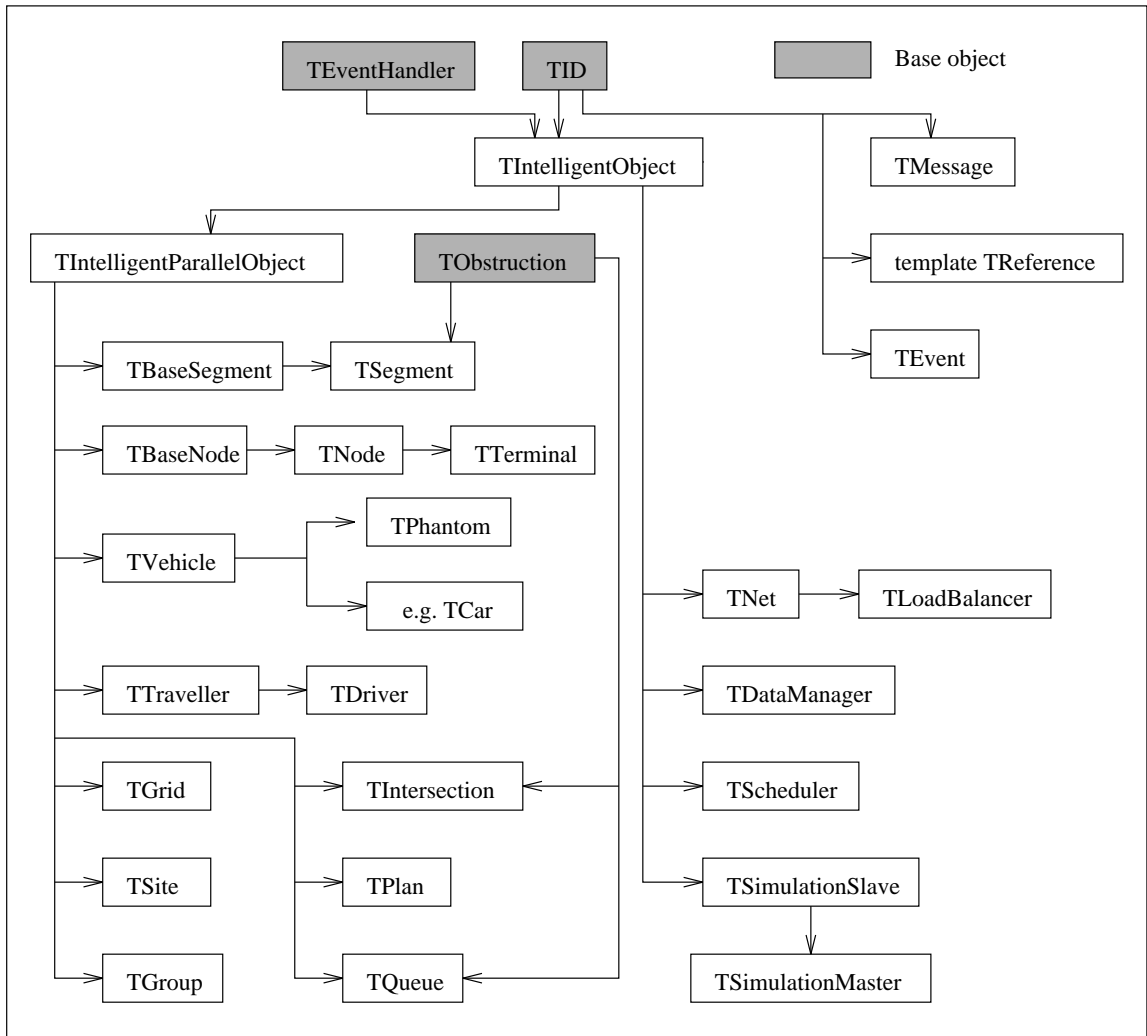 TEventHandler
TID
Base object
TIntelligentObject
TMessage
TIntelligentParallelObject
TObstruction
template TReference
TBaseSegment
TSegment
TEvent
TBaseNode
TNode
TTerminal
TPhantom
TVehicle
e.g. TCar
TNet
TLoadBalancer
TTraveller
TDriver
TDataManager
TGrid
TIntersection
TScheduler
TSite
TPlan
TSimulationSlave
TGroup
TQueue
TSimulationMaster